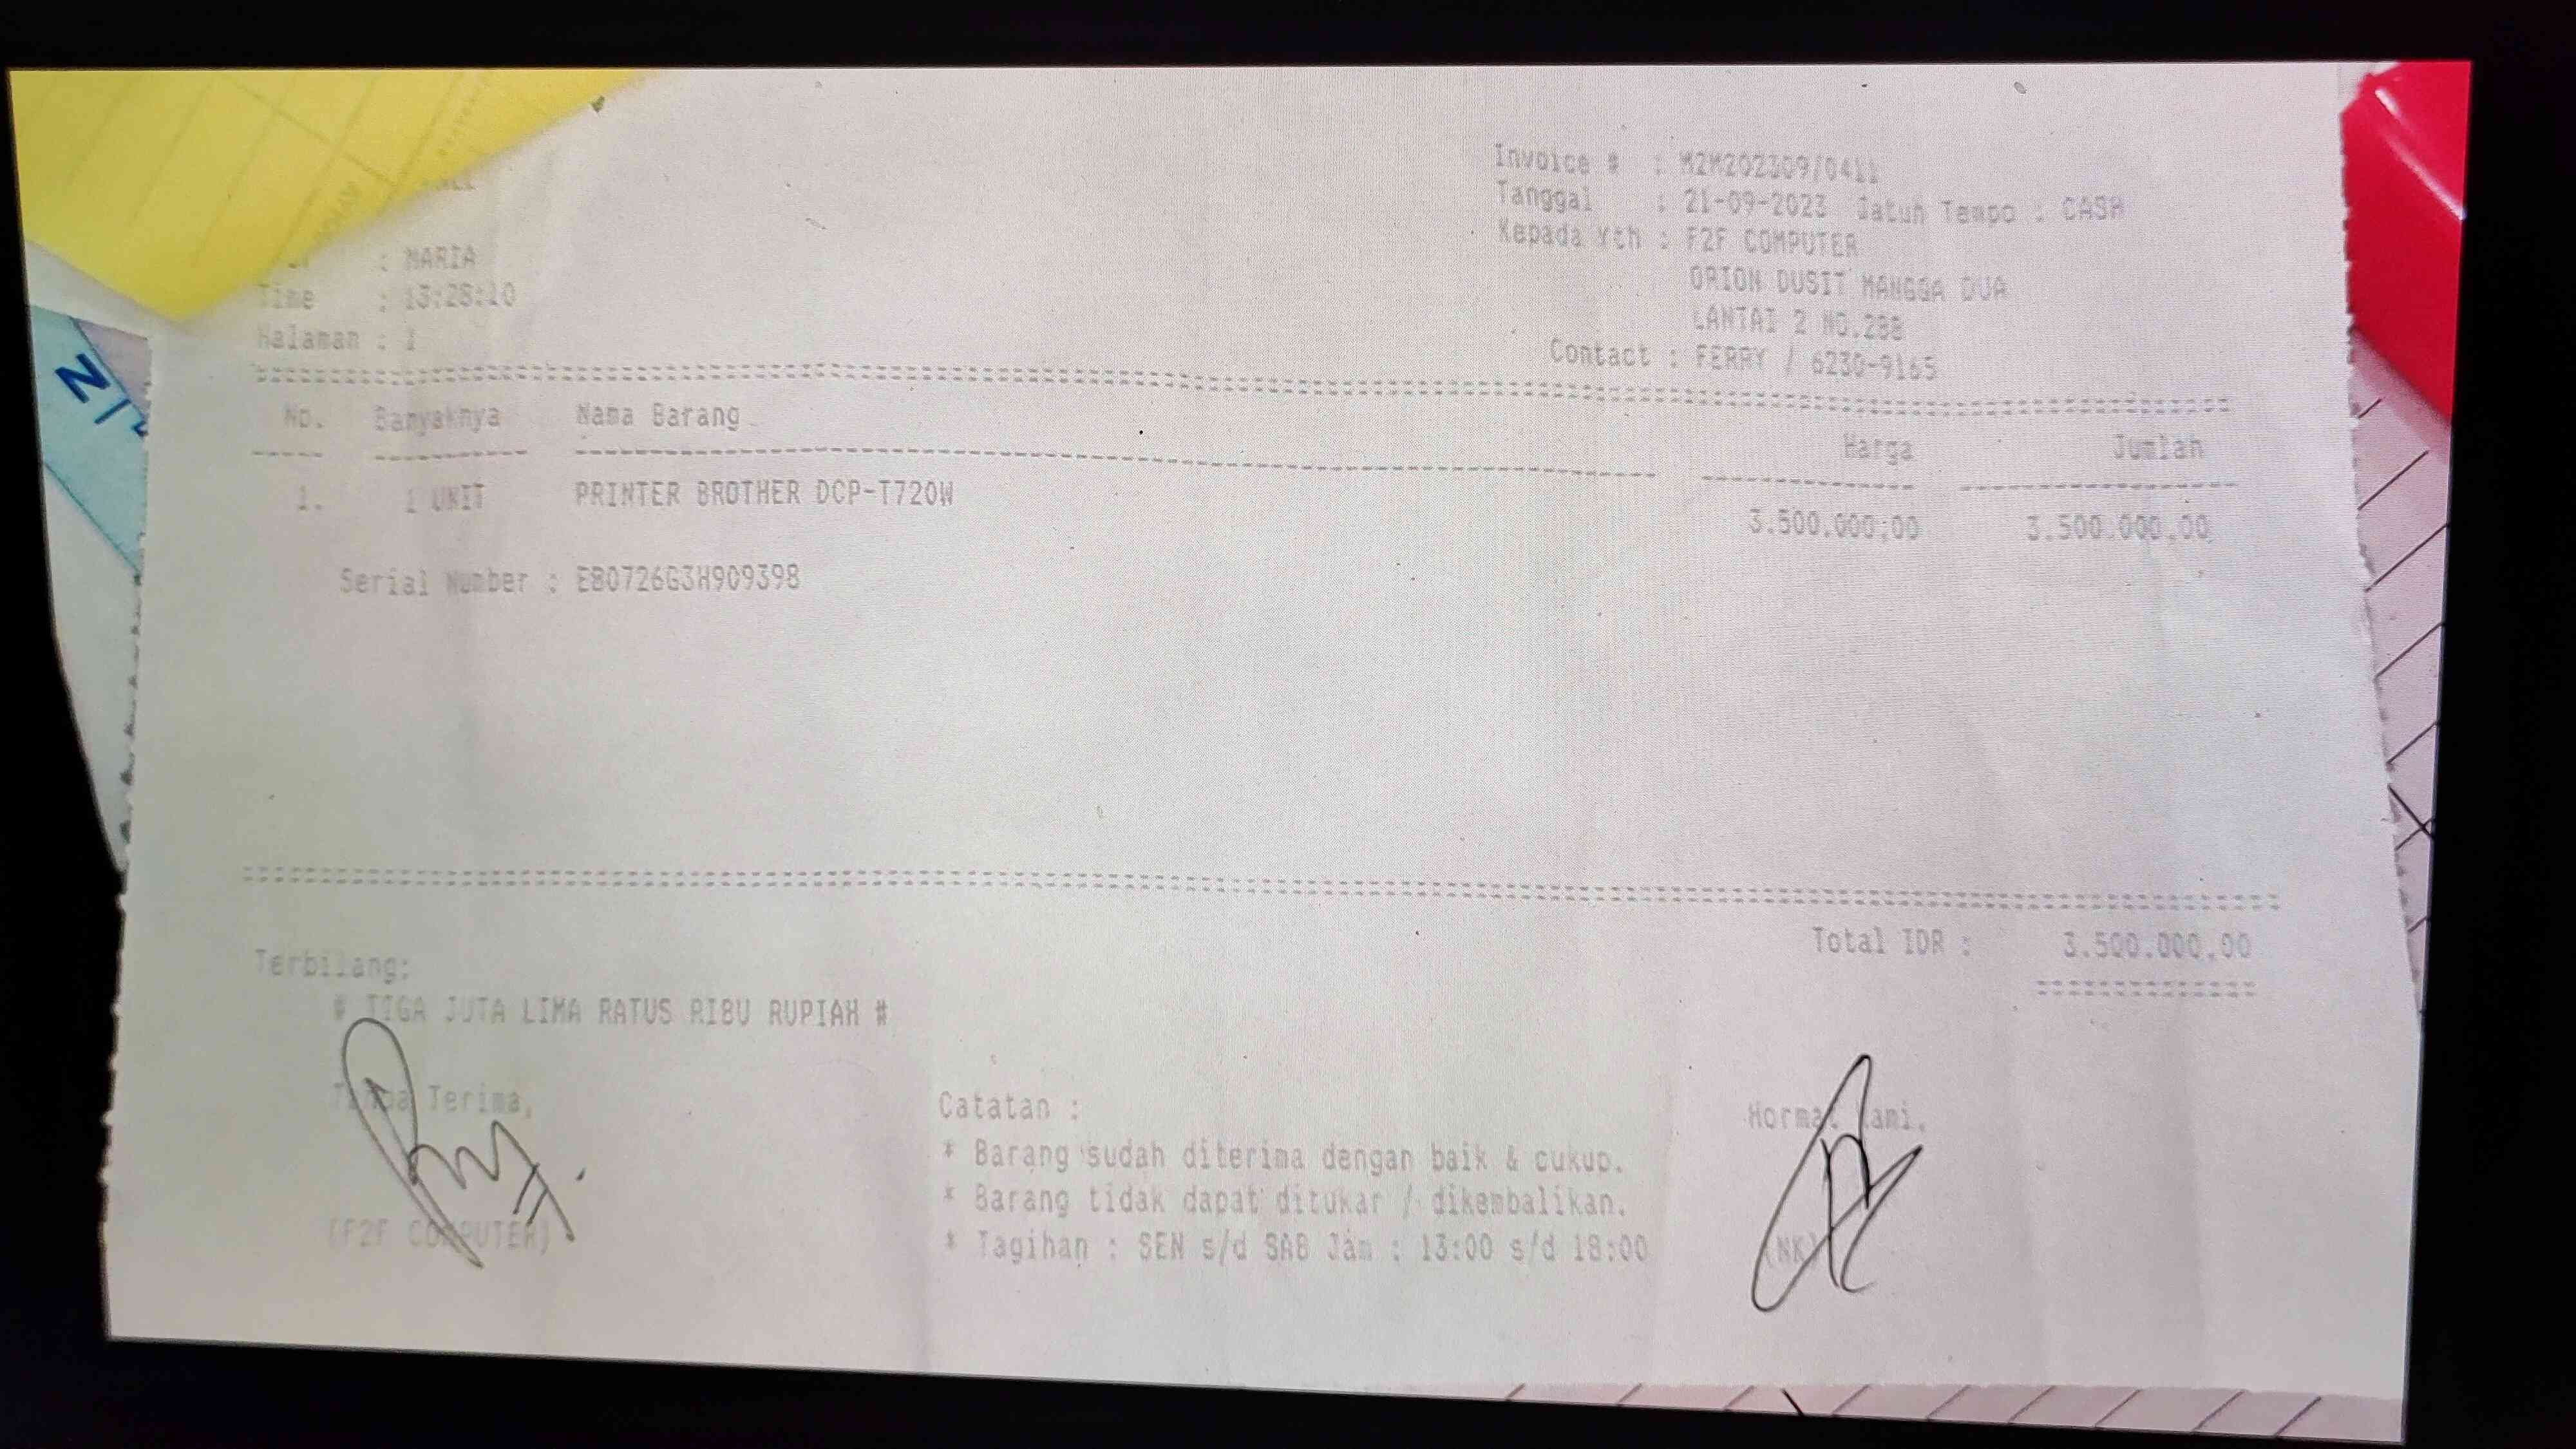 Invoice # : M2M202309/0411
Tanggal : 21-09-2023 Jatuh Tempo : CASH
Kepada Yth : F2F COMPUTER
ORION DUSIT MANGGA DUA
LANTAI 2 NO.28B
Contact : FERRY / 6230-9165
: MARIA
Time : 13:28:10
Halaman : 1
No. Banyaknya Nama Barang Harga Jumlah
1. 1 UNIT PRINTER BROTHER DCP-T720W 3.500.000,00 3.500.000,00
Serial Number : E80726G3H909398
Total IDR : 3.500.000,00
Terbilang:
# TIGA JUTA LIMA RATUS RIBU RUPIAH #
Tanda Terima,
(F2F COMPUTER)
Catatan :
* Barang sudah diterima dengan baik & cukup.
* Barang tidak dapat ditukar / dikembalikan.
* Tagihan : SEN s/d SAB Jam : 13:00 s/d 18:00
Hormat Kami,
(NK)